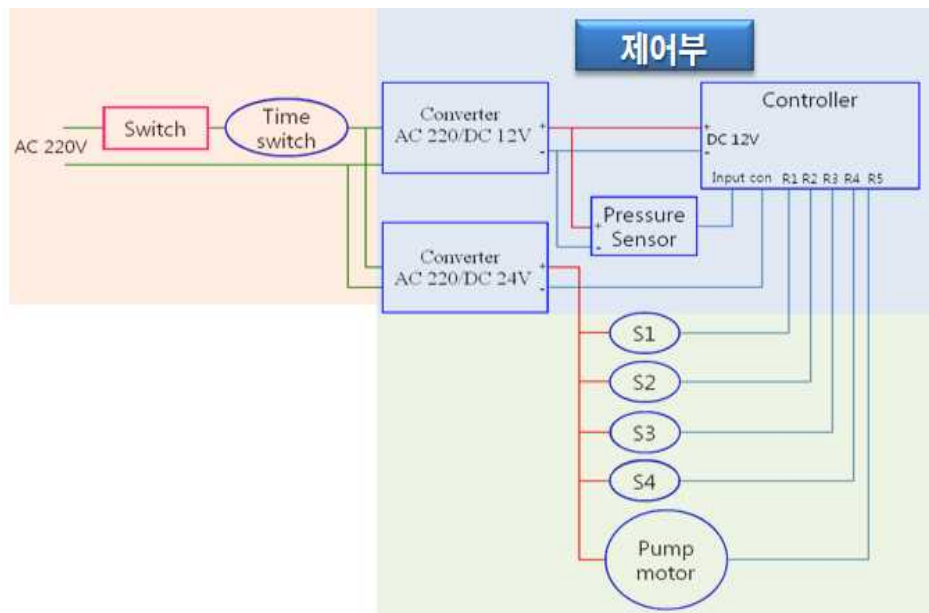 제어부
AC 220V
Switch
Time
switch
Converter
AC 220/DC 12V
+
-
Controller
+
DC 12V
-
Input con R1 R2 R3 R4 R5
+
-
Pressure
Sensor
Converter
AC 220/DC 24V
+
-
S1
S2
S3
S4
Pump
motor